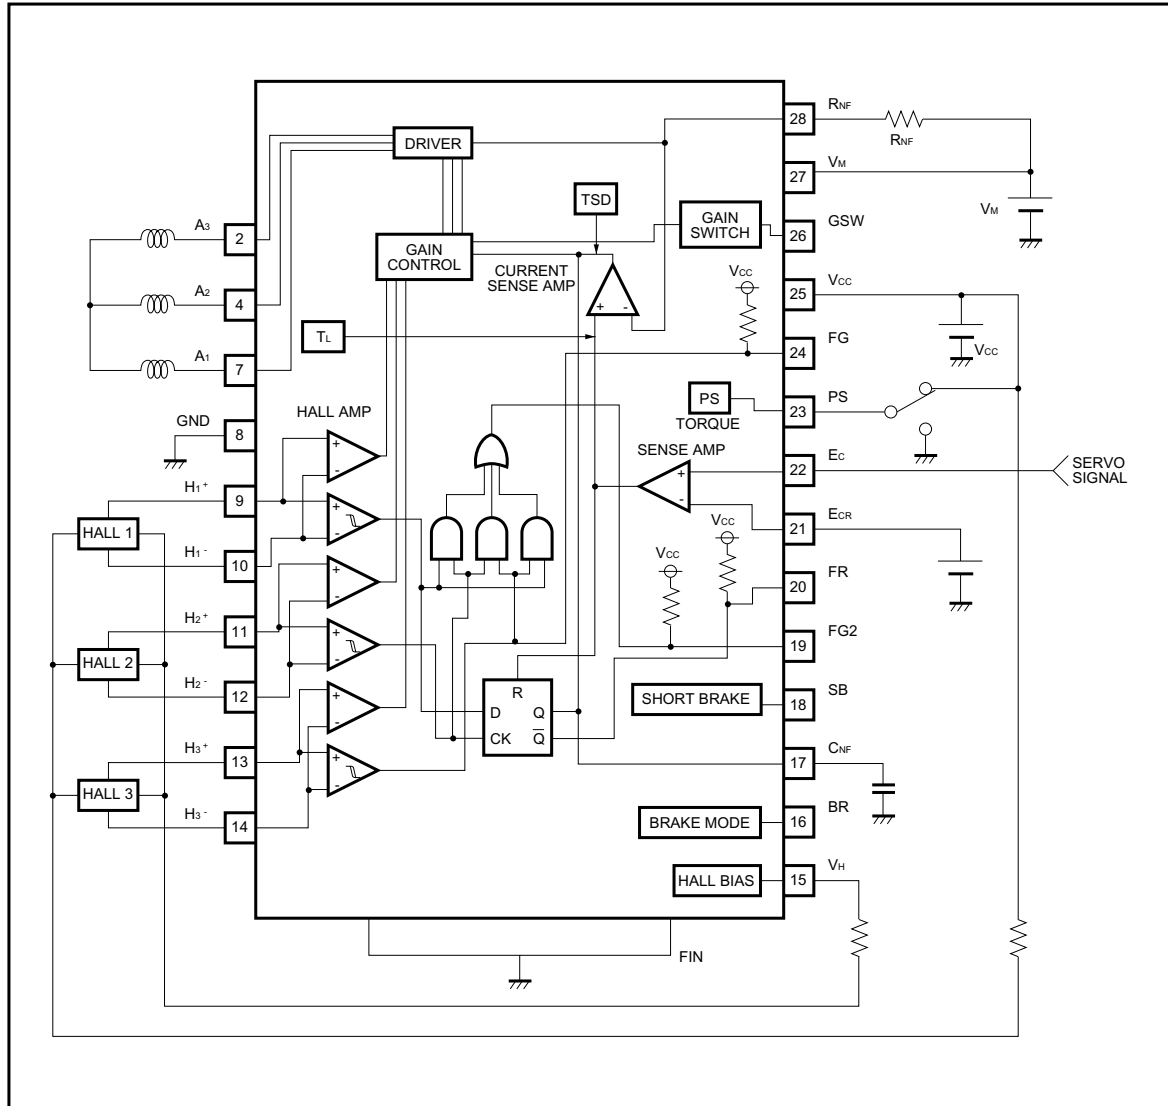 28
RNF
RNF
DRIVER
27
VM
VM
TSD
GAIN
SWITCH
26
GSW
A3
2
GAIN
CONTROL
CURRENT
SENSE AMP
VCC
25
VCC
VCC
A2
4
+ -
TL
24
FG
A1
7
PS
TORQUE
23
PS
GND
8
HALL AMP
+
-
SENSE AMP
+
-
22
EC
SERVO
SIGNAL
H1+
9
HALL 1
+
-
21
ECR
VCC
H1-
10
VCC
+
-
20
FR
H2+
11
HALL 2
+
-
19
FG2
H2-
12
R
D Q
CK Q̅
SHORT BRAKE
18
SB
+
-
H3+
13
HALL 3
+
-
17
CNF
H3-
14
BRAKE MODE
16
BR
HALL BIAS
15
VH
FIN